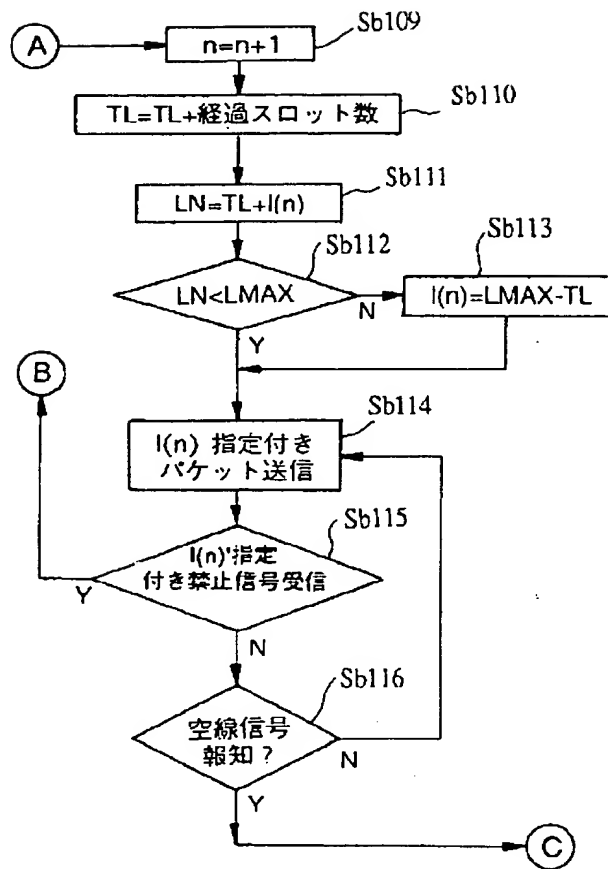 A
n=n+1
Sb109
TL=TL+経過スロット数
Sb110
LN=TL+l(n)
Sb111
LN<LMAX
Sb112
N
l(n)=LMAX-TL
Sb113
Y
B
l(n) 指定付き
パケット送信
Sb114
l(n)'指定
付き禁止信号受信
Sb115
Y
N
空線信号
報知？
Sb116
N
Y
C